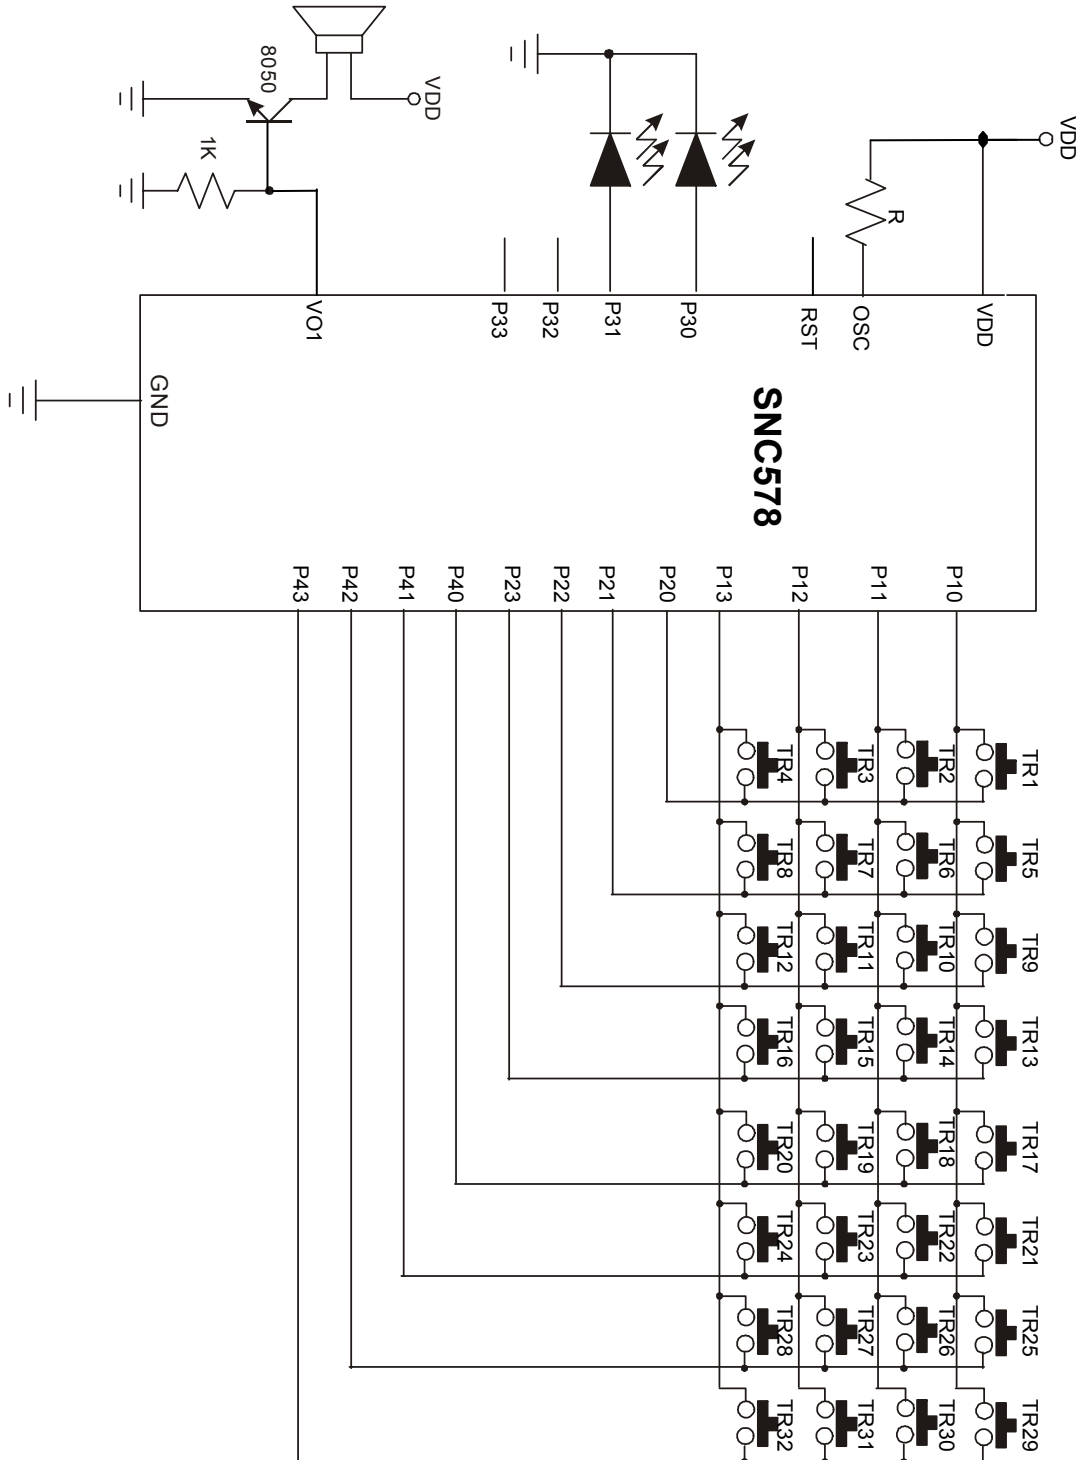 VDD
R
VDD
8050
1K
VDD
OSC
RST
P30
P31
P32
P33
VO1
SNC578
GND
P10
P11
P12
P13
P20
P21
P22
P23
P40
P41
P42
P43
TR1
TR2
TR3
TR4
TR5
TR6
TR7
TR8
TR9
TR10
TR11
TR12
TR13
TR14
TR15
TR16
TR17
TR18
TR19
TR20
TR21
TR22
TR23
TR24
TR25
TR26
TR27
TR28
TR29
TR30
TR31
TR32